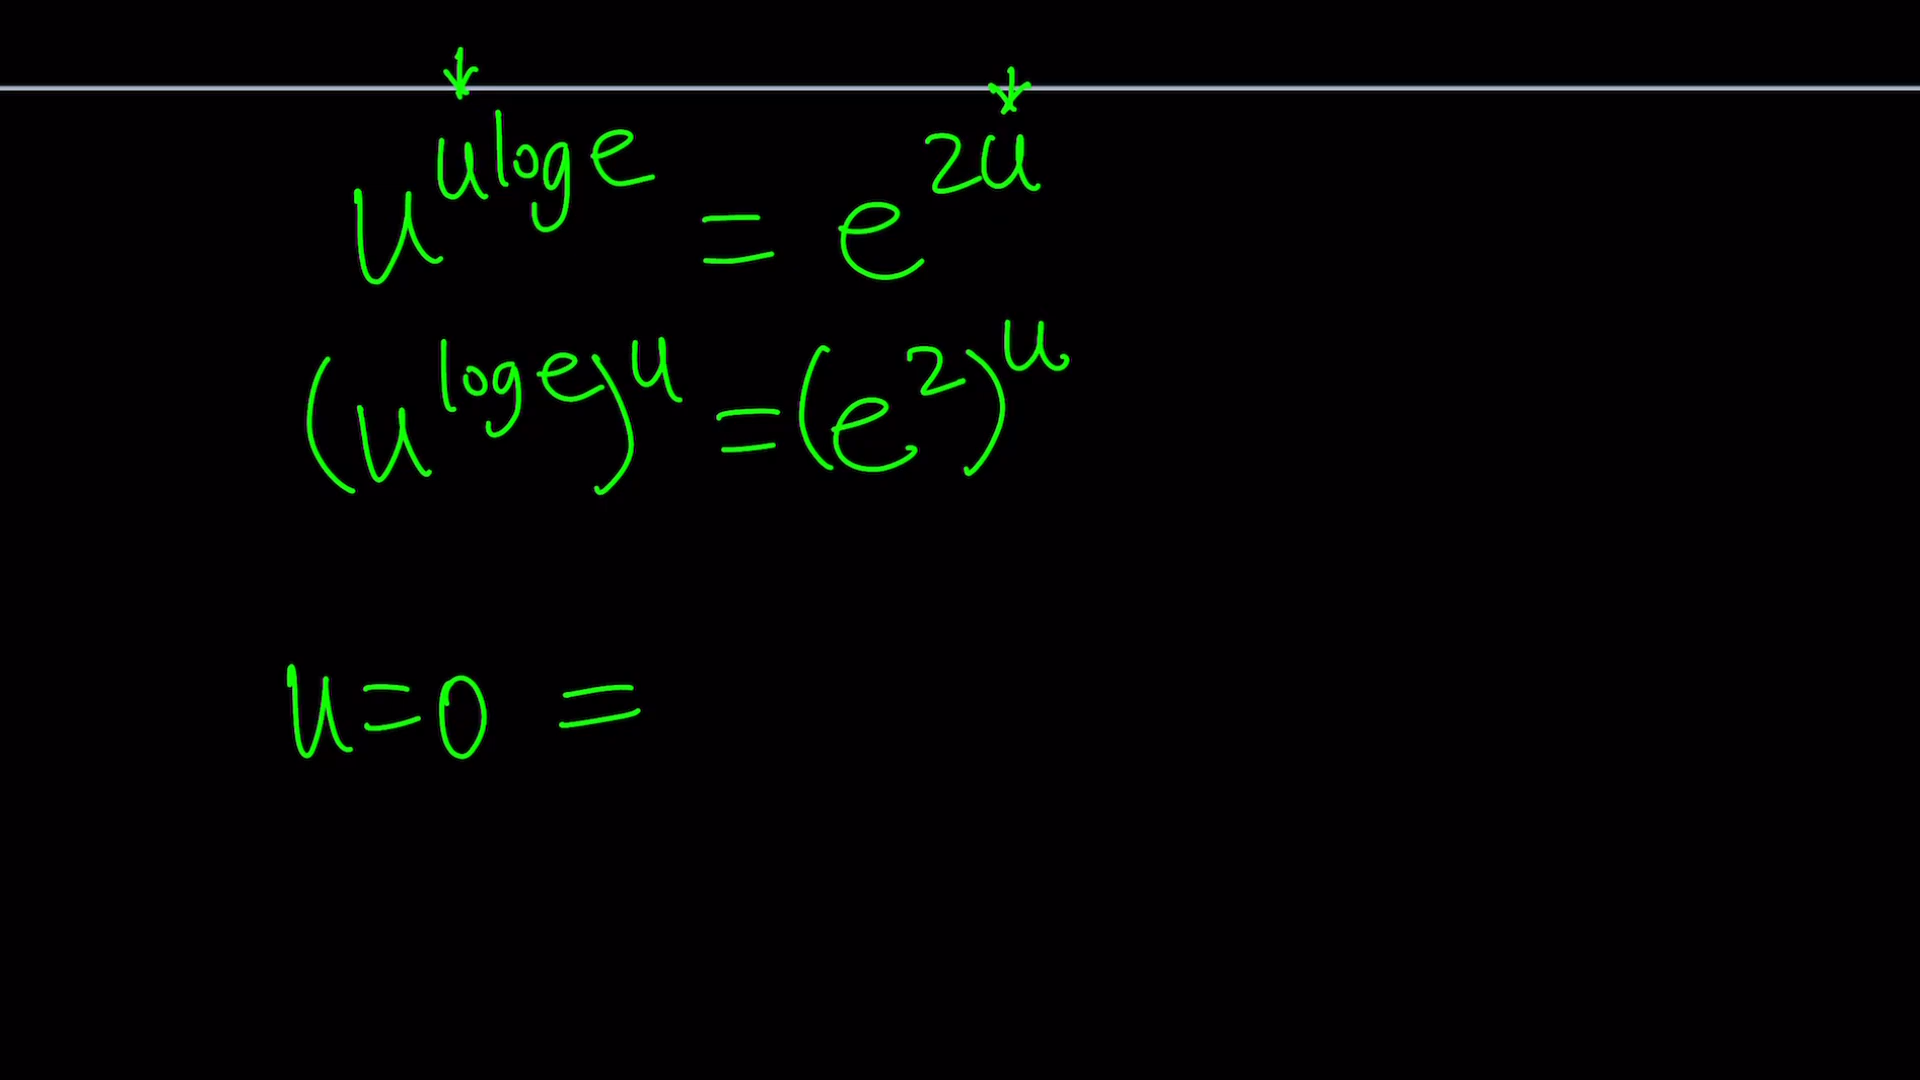 u^{u log e} = e^{2u}
(u^{log e})^u = (e^2)^u
u=0 =